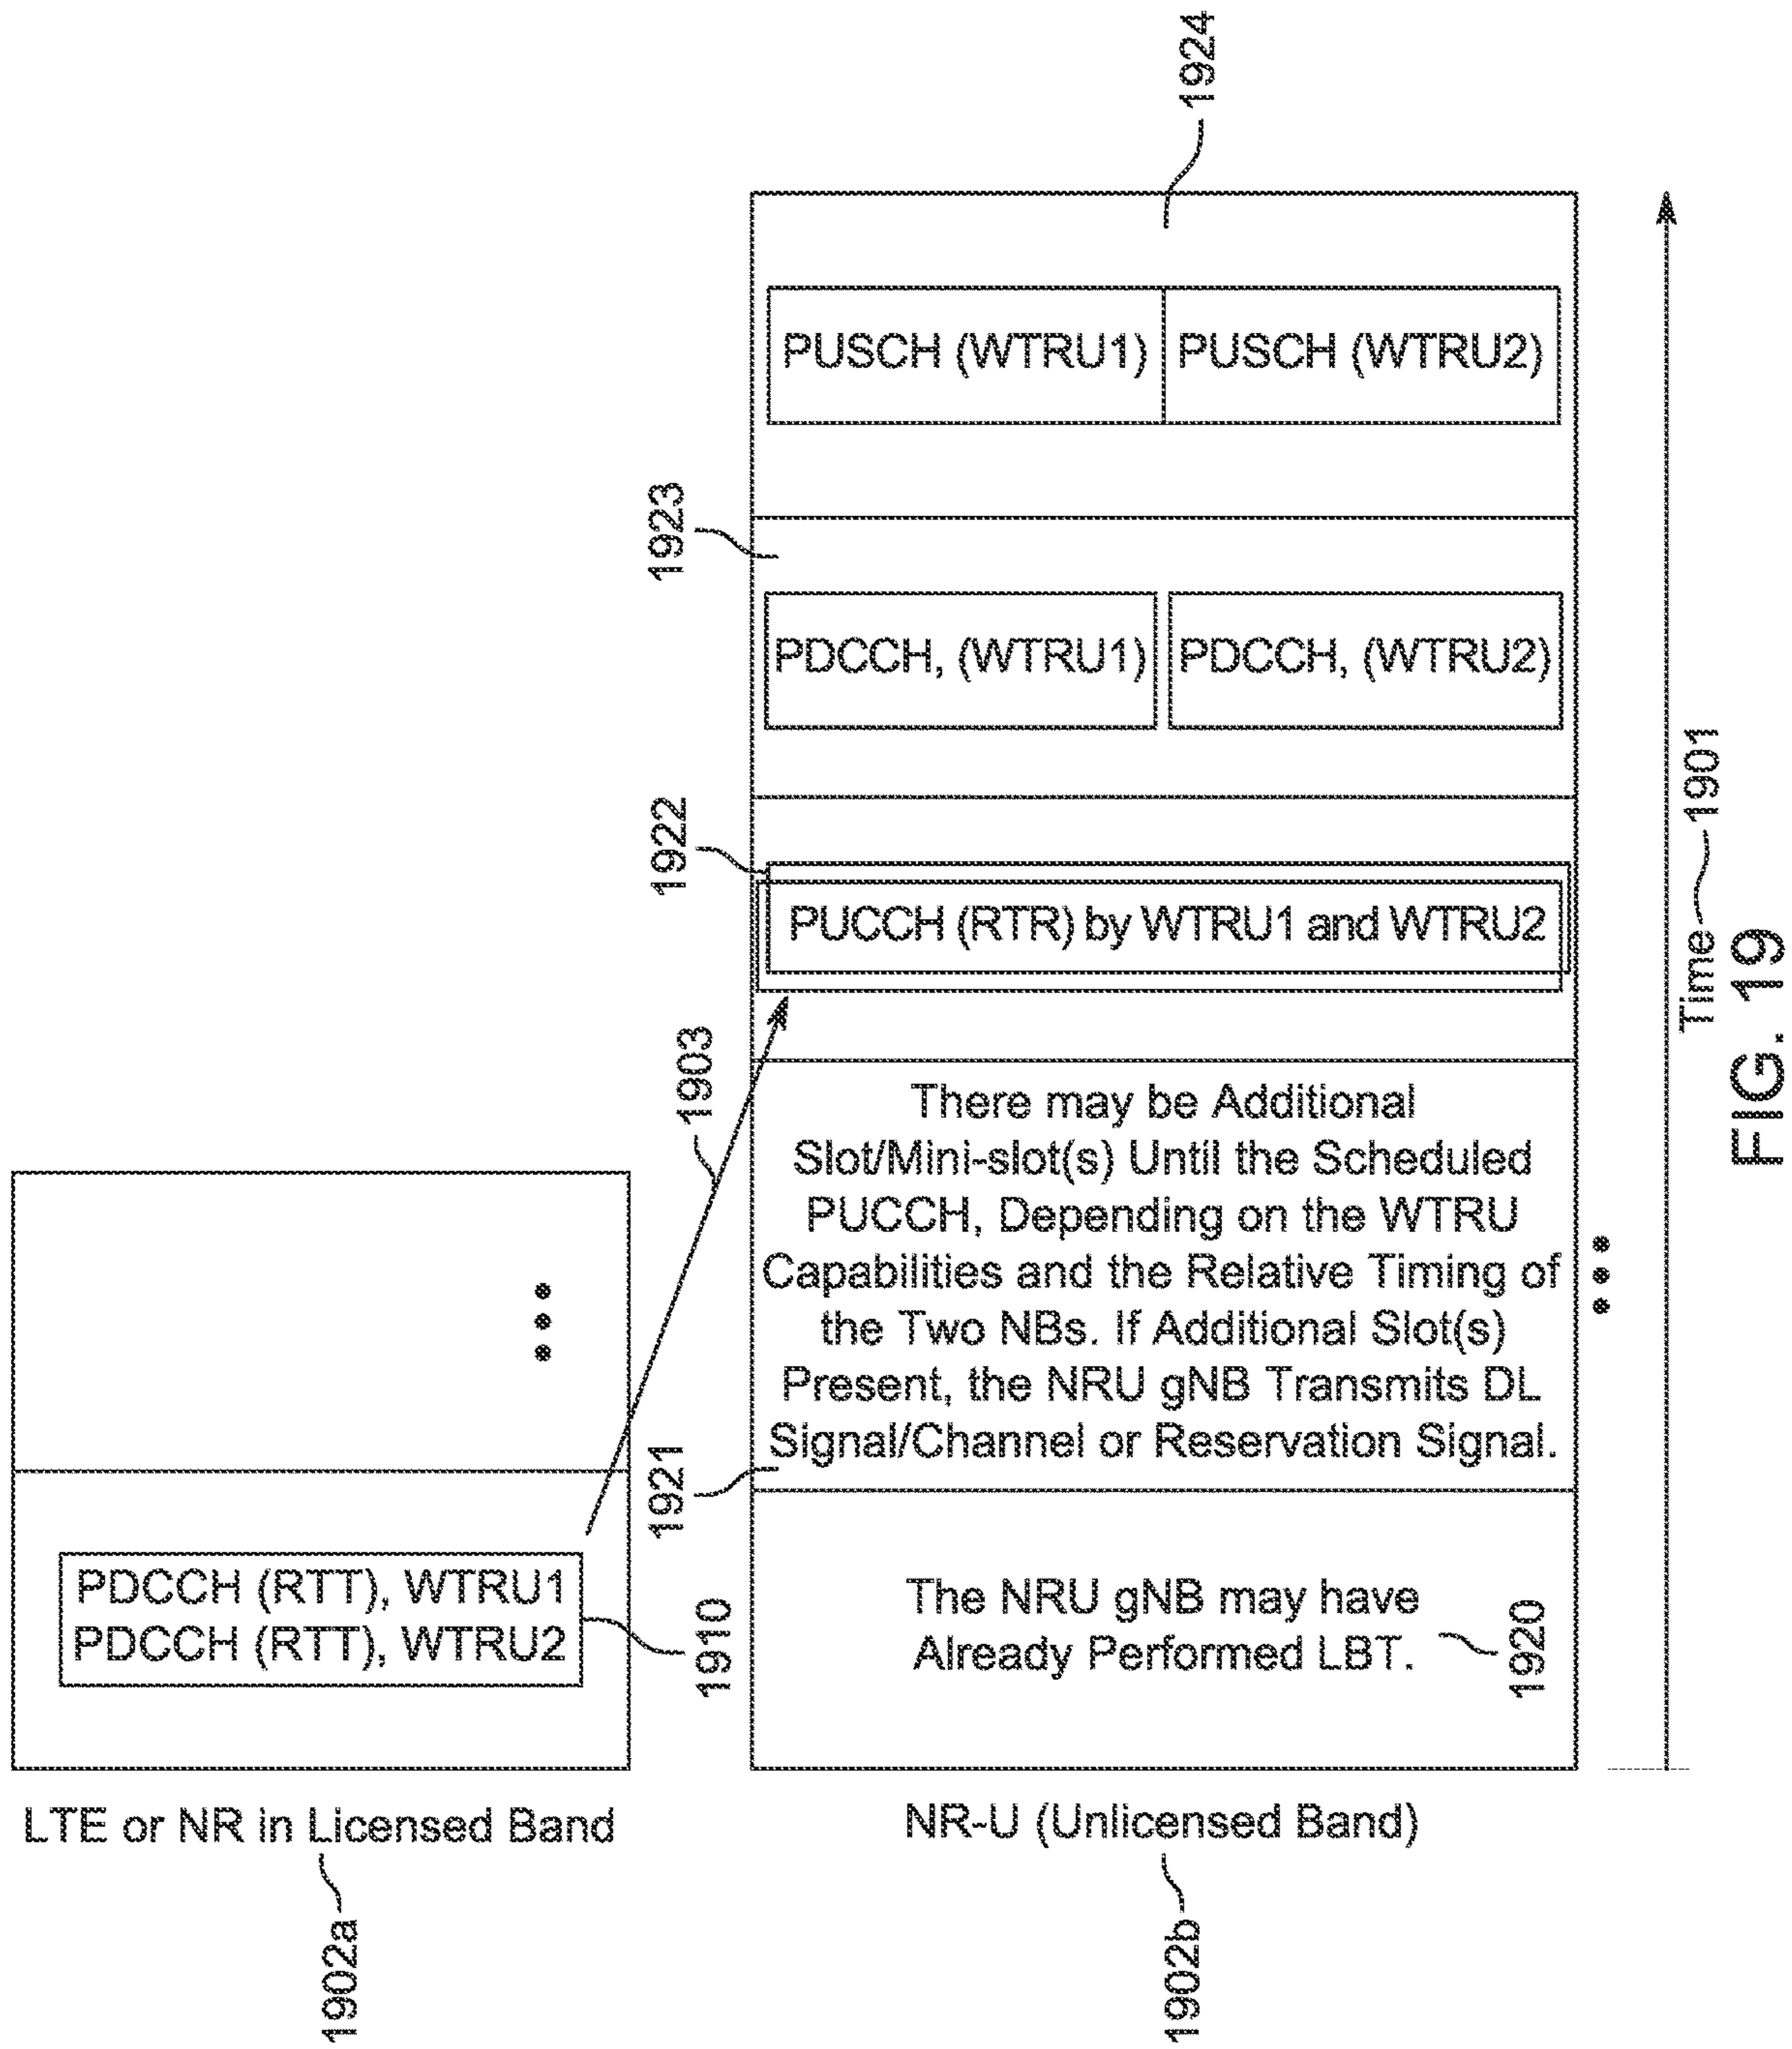 1902a
LTE or NR in Licensed Band
PDCCH (RTT), WTRU1
PDCCH (RTT), WTRU2
1910
1903
1902b
NR-U (Unlicensed Band)
The NRU gNB may have
Already Performed LBT.
1920
1921
There may be Additional
Slot/Mini-slot(s) Until the Scheduled
PUCCH, Depending on the WTRU
Capabilities and the Relative Timing of
the Two NBs. If Additional Slot(s)
Present, the NRU gNB Transmits DL
Signal/Channel or Reservation Signal.
1922
PUCCH (RTR) by WTRU1 and WTRU2
1923
PDCCH, (WTRU1)
PDCCH, (WTRU2)
PUSCH (WTRU1)
PUSCH (WTRU2)
1924
Time 1901
FIG. 19